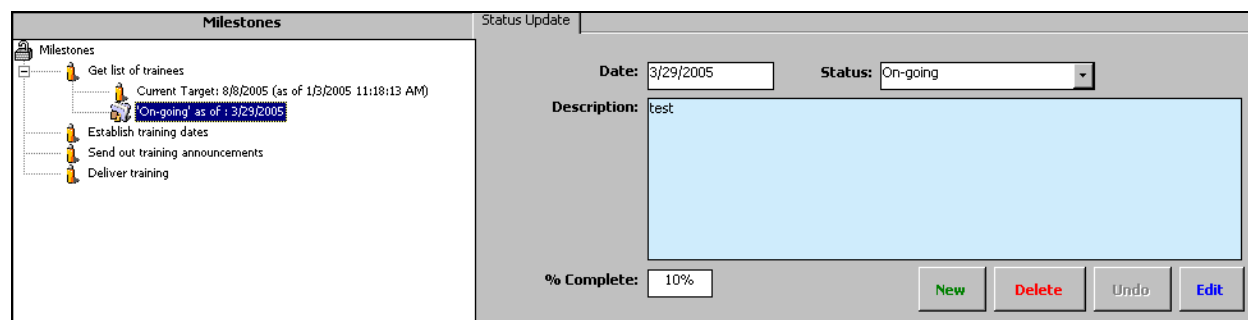 Milestones
Milestones
Get list of trainees
Current Target: 8/8/2005 (as of 1/3/2005 11:18:13 AM)
'On-going' as of : 3/29/2005
Establish training dates
Send out training announcements
Deliver training
Status Update
Date: 3/29/2005 Status: On-going
Description: test
% Complete: 10%
New Delete Undo Edit